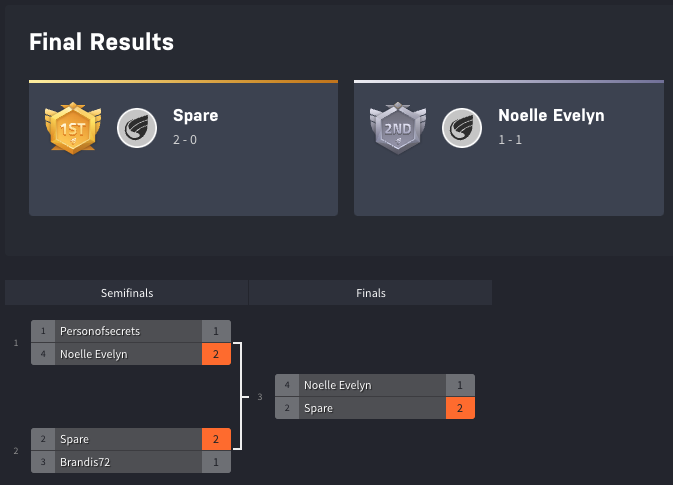 Final Results
1ST
Spare
2 - 0
2ND
Noelle Evelyn
1 - 1
Semifinals
Finals
1
1 Personofsecrets 1
4 Noelle Evelyn 2
3
4 Noelle Evelyn 1
2 Spare 2
2
2 Spare 2
3 Brandis72 1